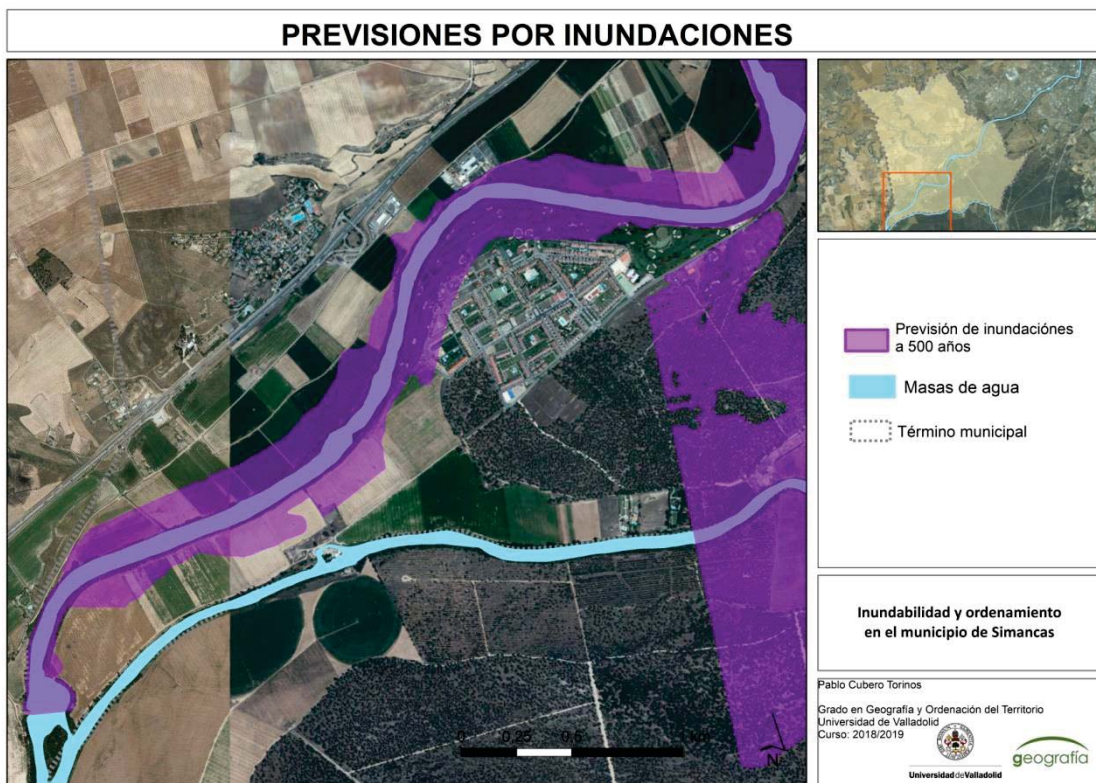 PREVISIONES POR INUNDACIONES
Previsión de inundaciónes
a 500 años
Masas de agua
Término municipal
Inundabilidad y ordenamiento
en el municipio de Simancas
Pablo Cubero Torinos
Grado en Geografía y Ordenación del Territorio
Universidad de Valladolid
Curso: 2018/2019
Universidad de Valladolid
geografía
0 0,25 0,5
N